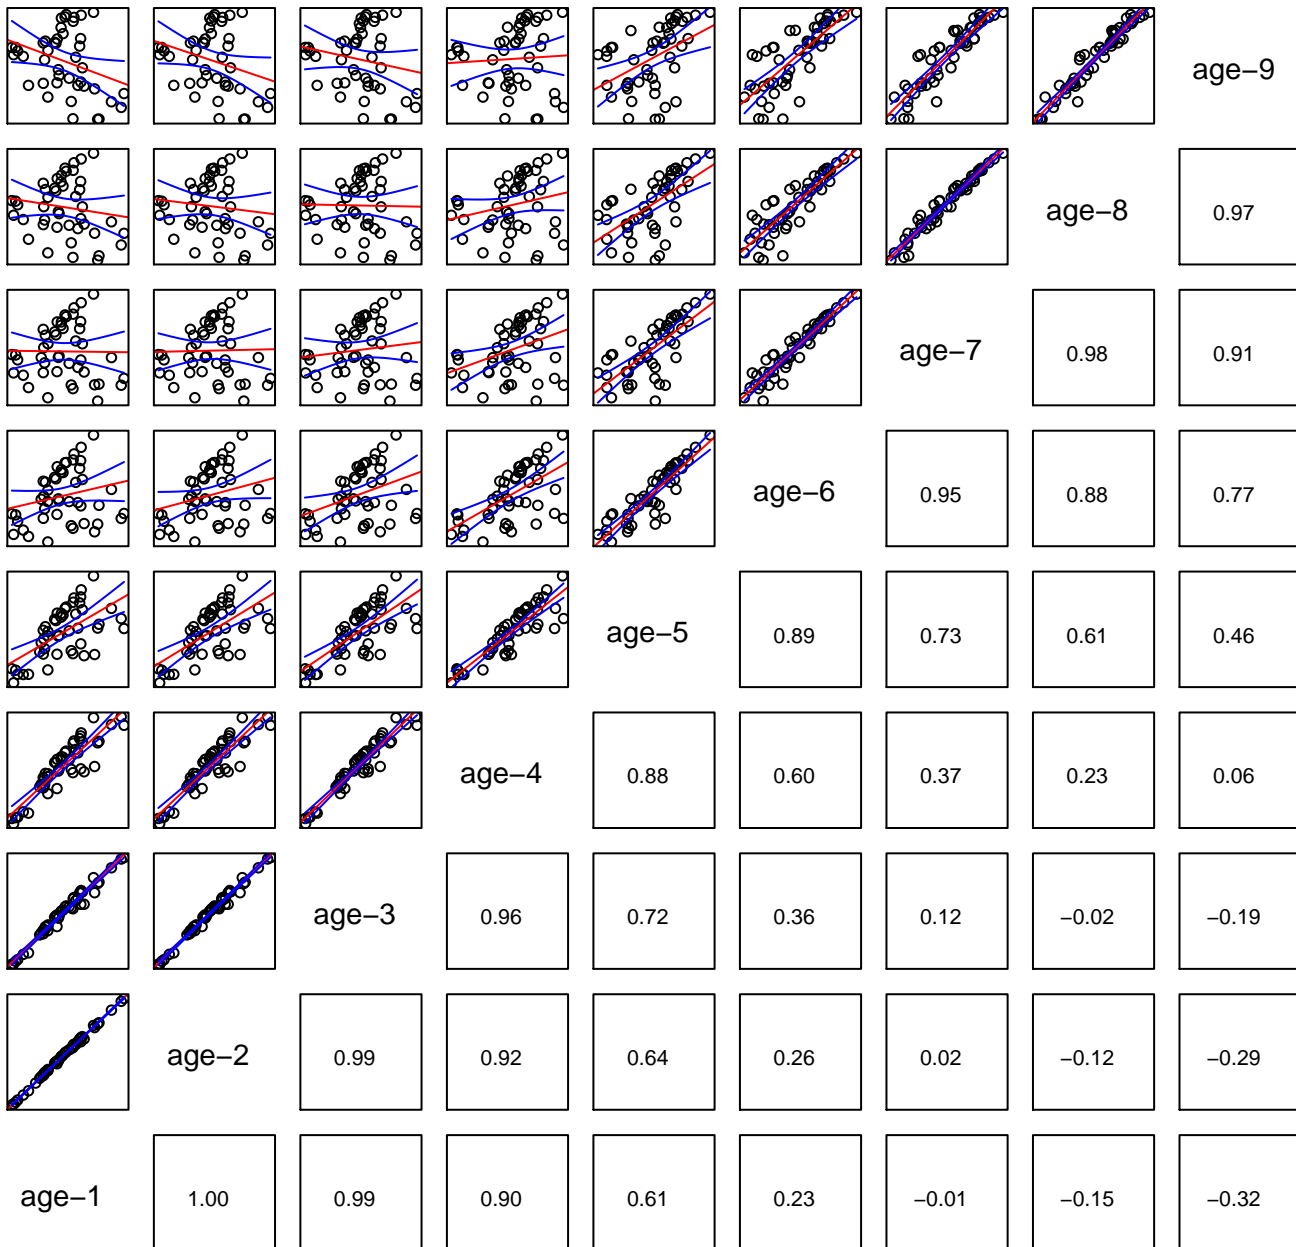 age−9
age−8 0.97
age−7 0.98 0.91
age−6 0.95 0.88 0.77
age−5 0.89 0.73 0.61 0.46
age−4 0.88 0.60 0.37 0.23 0.06
age−3 0.96 0.72 0.36 0.12 −0.02 −0.19
age−2 0.99 0.92 0.64 0.26 0.02 −0.12 −0.29
age−1 1.00 0.99 0.90 0.61 0.23 −0.01 −0.15 −0.32